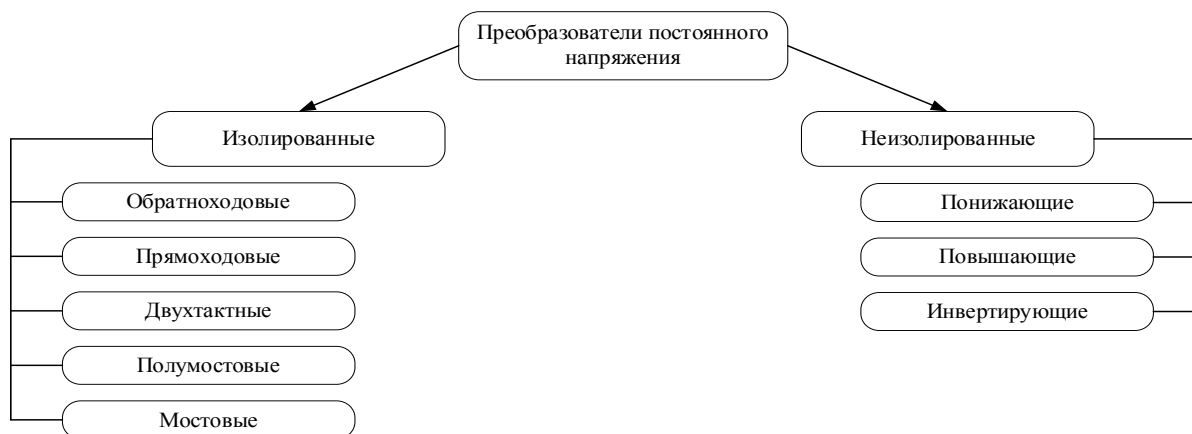 Преобразователи постоянного
напряжения
Изолированные
Обратноходовые
Прямоходовые
Двухтактные
Полумостовые
Мостовые
Неизолированные
Понижающие
Повышающие
Инвертирующие